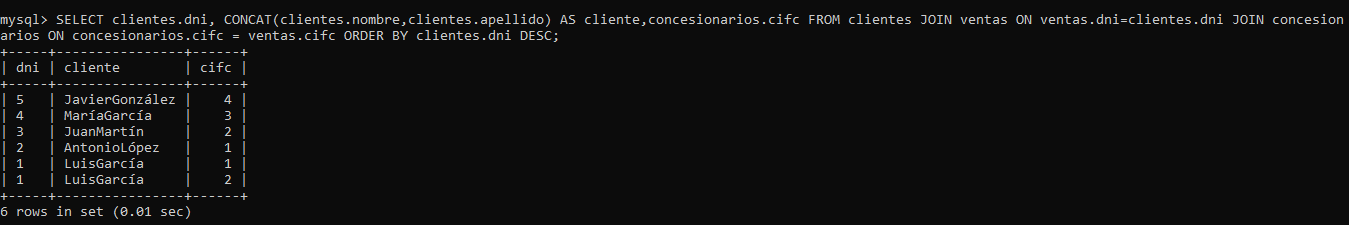 mysql> SELECT clientes.dni, CONCAT(clientes.nombre,clientes.apellido) AS cliente,concesionarios.cifc FROM clientes JOIN ventas ON ventas.dni=clientes.dni JOIN concesion
arios ON concesionarios.cifc = ventas.cifc ORDER BY clientes.dni DESC;
+-----+----------------+------+
| dni | cliente        | cifc |
+-----+----------------+------+
| 5   | JavierGonzález |    4 |
| 4   | MaríaGarcía    |    3 |
| 3   | JuanMartín     |    2 |
| 2   | AntonioLópez   |    1 |
| 1   | LuisGarcía     |    1 |
| 1   | LuisGarcía     |    2 |
+-----+----------------+------+
6 rows in set (0.01 sec)